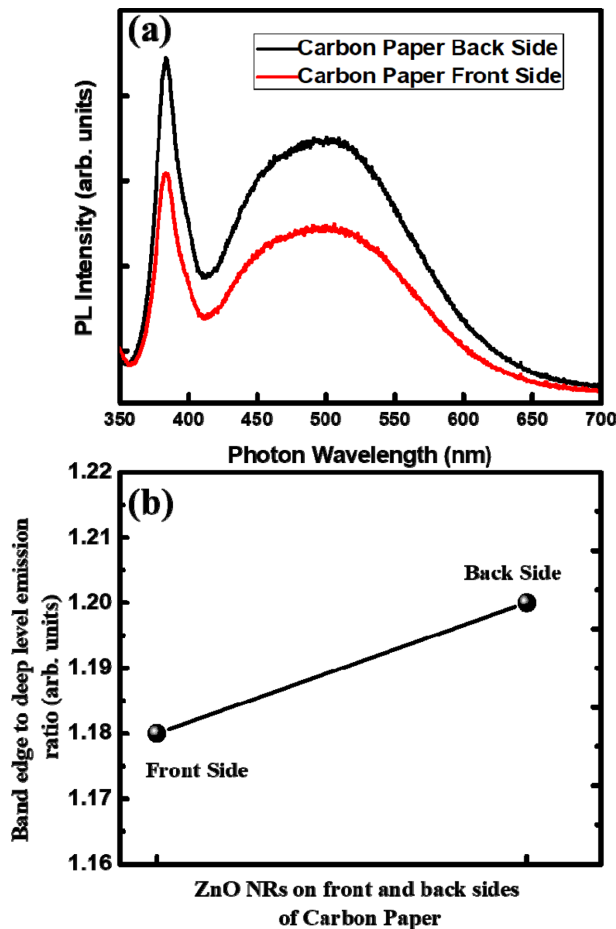 (a)
Carbon Paper Back Side
Carbon Paper Front Side
PL Intensity (arb. units)
350 400 450 500 550 600 650 700
Photon Wavelength (nm)
(b)
1.22
1.21
1.20
1.19
1.18
1.17
1.16
Back Side
Front Side
Band edge to deep level emission
ratio (arb. units)
ZnO NRs on front and back sides
of Carbon Paper